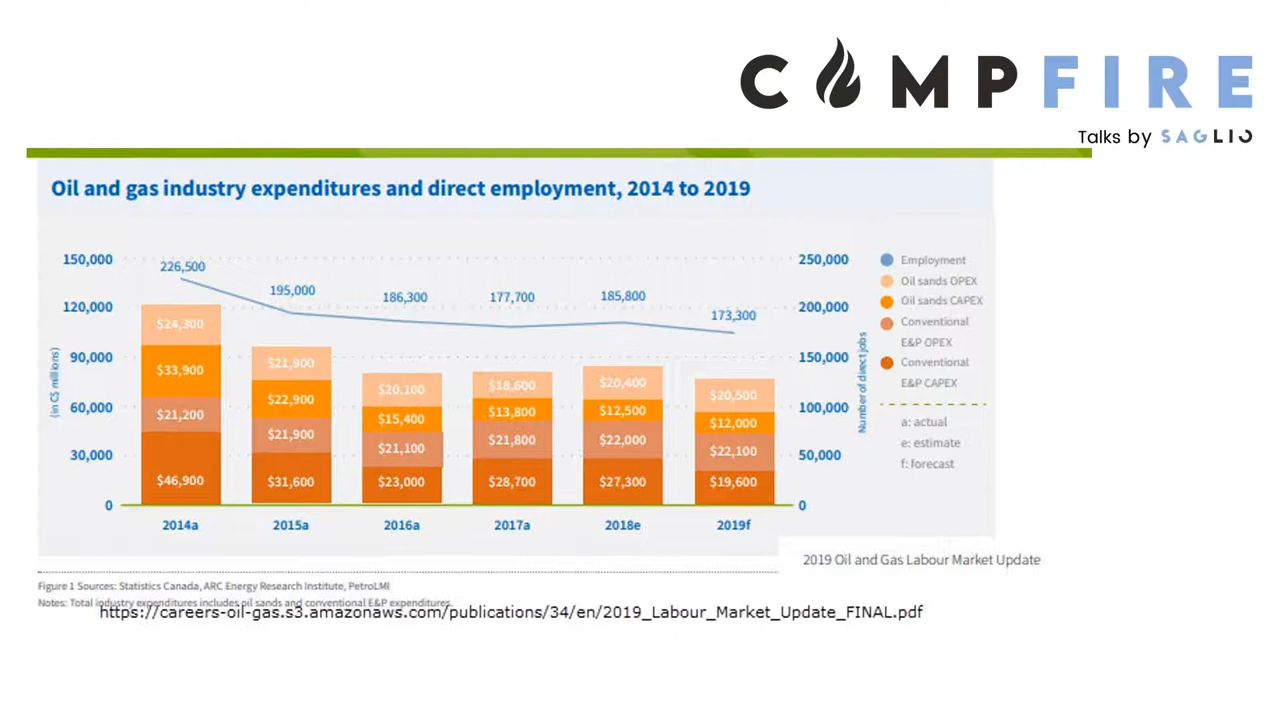 C MPFIRE
Talks by SAGLIO
Oil and gas industry expenditures and direct employment, 2014 to 2019
150,000
120,000
90,000
60,000
30,000
0
(in C$ millions)
226,500
195,000
186,300
177,700
185,800
173,300
$24,300
$33,900
$21,200
$46,900
$21,900
$22,900
$21,900
$31,600
$20,100
$15,400
$21,100
$23,000
$18,600
$13,800
$21,800
$28,700
$20,400
$12,500
$22,000
$27,300
$20,500
$12,000
$22,100
$19,600
2014a
2015a
2016a
2017a
2018e
2019f
250,000
200,000
150,000
100,000
50,000
0
Number of direct jobs
Employment
Oil sands OPEX
Oil sands CAPEX
Conventional
E&P OPEX
Conventional
E&P CAPEX
a: actual
e: estimate
f: forecast
2019 Oil and Gas Labour Market Update
Figure 1 Sources: Statistics Canada, ARC Energy Research Institute, PetroLMI
Notes: Total industry expenditures includes oil sands and conventional E&P expenditures.
https://careers-oil-gas.s3.amazonaws.com/publications/34/en/2019_Labour_Market_Update_FINAL.pdf